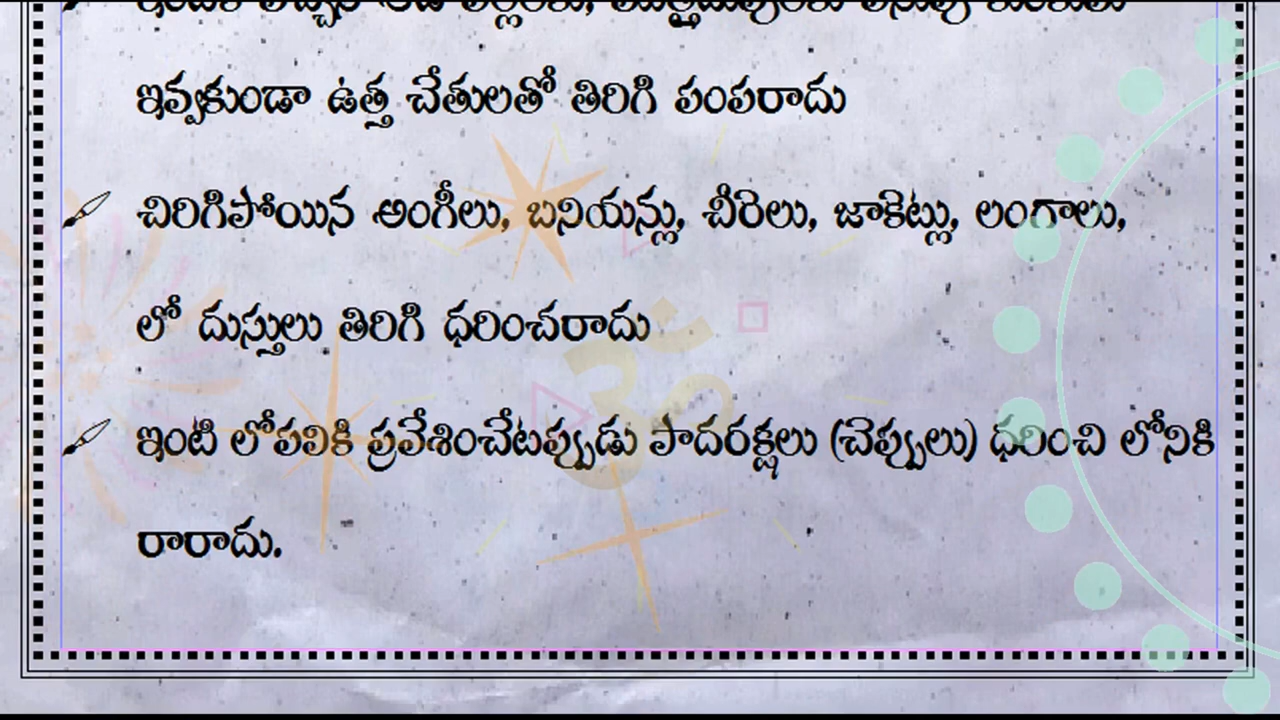 ఇవ్వకుండా ఉత్త చేతులతో తిరిగి పంపరాదు
చిరిగిపోయిన అంగీలు, బనియన్లు, చీరెలు, జాకెట్లు, లంగాలు,
లో దుస్తులు తిరిగి ధరించరాదు
ఇంటి లోపలికి ప్రవేశించేటప్పుడు పాదరక్షలు (చెప్పులు) ధరించి లోనికి
రారాదు.